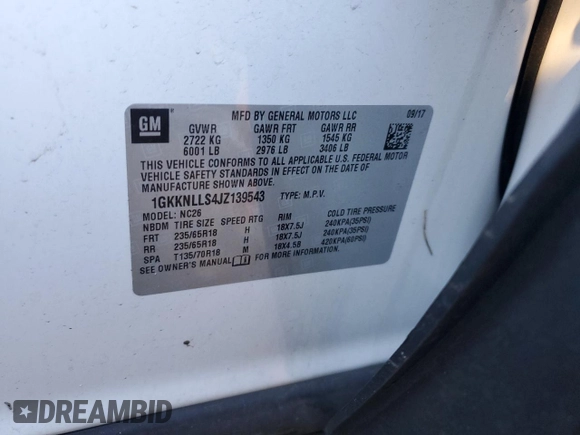 GM
MFD BY GENERAL MOTORS LLC 09/17
GVWR GAWR FRT GAWR RR
2722 KG 1350 KG 1545 KG
6001 LB 2976 LB 3406 LB
THIS VEHICLE CONFORMS TO ALL APPLICABLE U.S. FEDERAL MOTOR
VEHICLE SAFETY STANDARDS IN EFFECT ON THE DATE OF
MANUFACTURE SHOWN ABOVE.
1GKKNLLS4JZ139543 TYPE: M.P.V.
MODEL: NC26
NBDM TIRE SIZE SPEED RTG RIM COLD TIRE PRESSURE
FRT 235/65R18 H 18X7.5J 240KPA(35PSI)
RR 235/65R18 H 18X7.5J 240KPA(35PSI)
SPA T135/70R18 18X4.5B 420KPA(60PSI)
SEE OWNER'S MANUAL FOR MORE INFORMATION.
DREAMBID